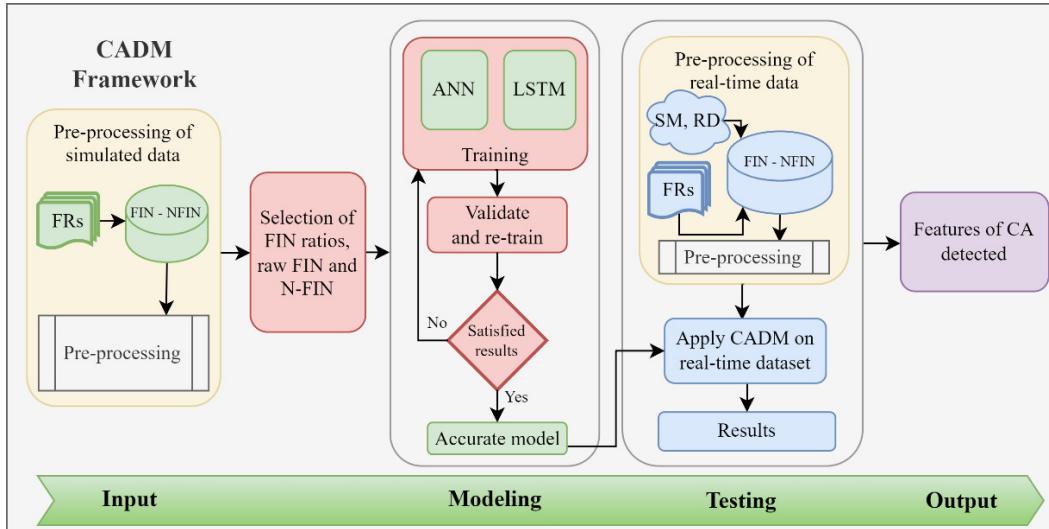 CADM
Framework
Pre-processing of
simulated data
FRs
FIN - NFIN
Pre-processing
Selection of
FIN ratios,
raw FIN and
N-FIN
ANN
LSTM
Training
Validate
and re-train
Satisfied
results
No
Yes
Accurate model
Pre-processing of
real-time data
SM, RD
FIN - NFIN
FRs
Pre-processing
Apply CADM on
real-time dataset
Results
Features of CA
detected
Input
Modeling
Testing
Output